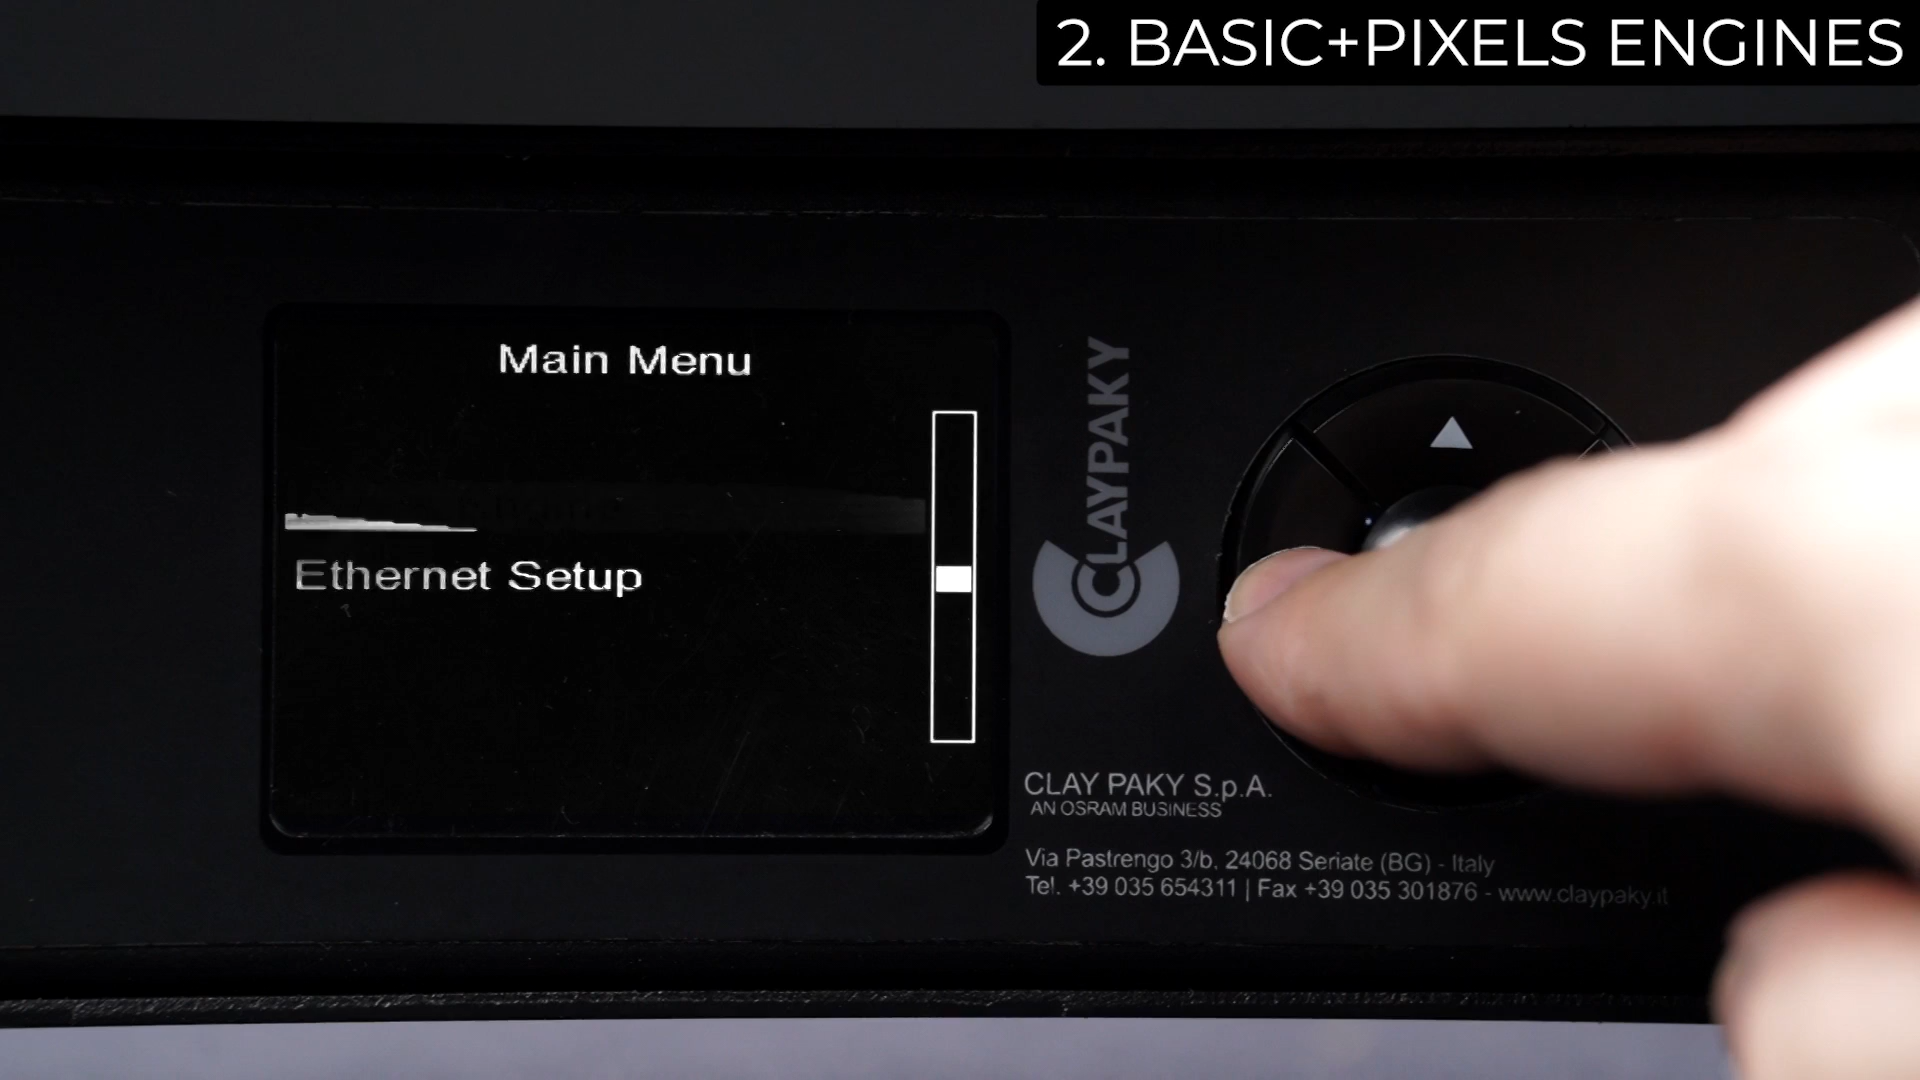 2. BASIC+PIXELS ENGINES
Main Menu
Ethernet Setup
CLAYPAKY
CLAY PAKY S.p.A.
AN OSRAM BUSINESS
Via Pastrengo 3/b, 24068 Seriate (BG) - Italy
Tel. +39 035 654311 | Fax +39 035 301876 - www.claypaky.it